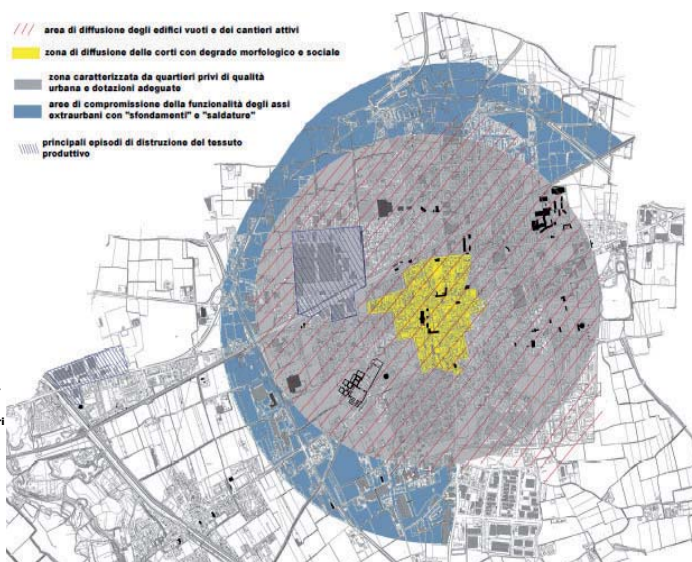 area di diffusione degli edifici vuoti e dei cantieri attivi
zona di diffusione delle corti con degrado morfologico e sociale
zona caratterizzata da quartieri privi di qualità
urbana e dotazioni adeguate
aree di compromissione della funzionalità degli assi
extraurbani con "sfondamenti" e "saldature"
principali episodi di distruzione del tessuto
produttivo
ri